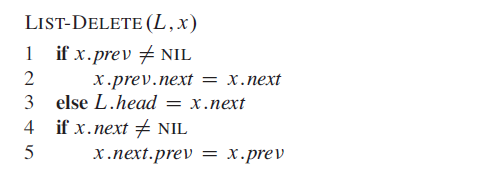 LIST-DELETE(L, x)
1 if x.prev ≠ NIL
2 x.prev.next = x.next
3 else L.head = x.next
4 if x.next ≠ NIL
5 x.next.prev = x.prev